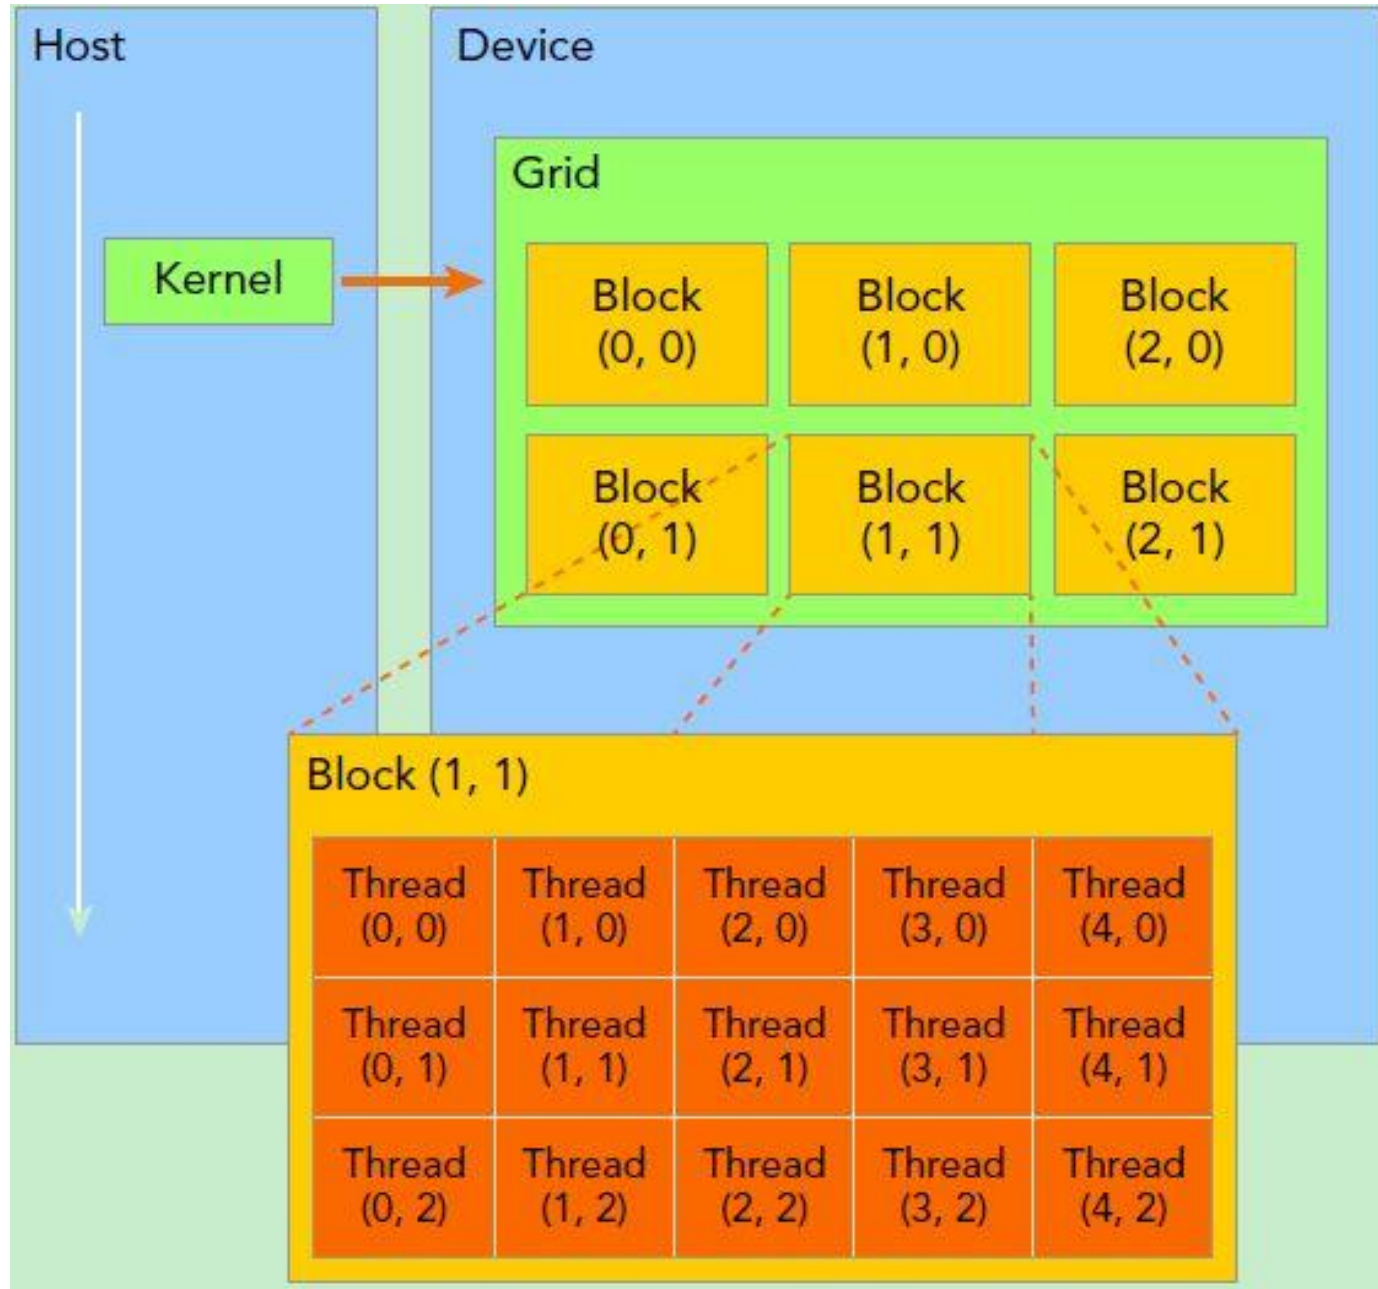 Host
Device
Grid
Kernel
Block
(0, 0)
Block
(1, 0)
Block
(2, 0)
Block
(0, 1)
Block
(1, 1)
Block
(2, 1)
Block (1, 1)
Thread
(0, 0)
Thread
(1, 0)
Thread
(2, 0)
Thread
(3, 0)
Thread
(4, 0)
Thread
(0, 1)
Thread
(1, 1)
Thread
(2, 1)
Thread
(3, 1)
Thread
(4, 1)
Thread
(0, 2)
Thread
(1, 2)
Thread
(2, 2)
Thread
(3, 2)
Thread
(4, 2)